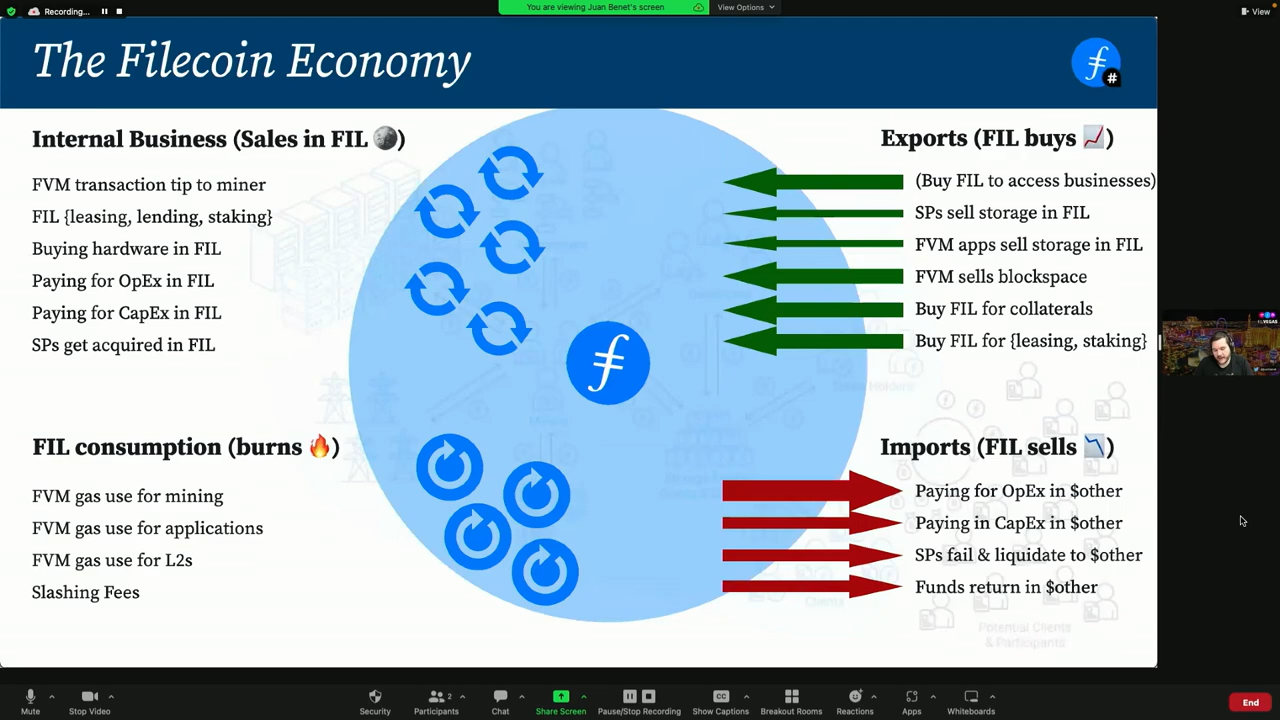 Recording...
You are viewing Juan Benet's screen
View Options
View
The Filecoin Economy
#
Internal Business (Sales in FIL 🌑)
FVM transaction tip to miner
FIL {leasing, lending, staking}
Buying hardware in FIL
Paying for OpEx in FIL
Paying for CapEx in FIL
SPs get acquired in FIL
Exports (FIL buys 📈)
(Buy FIL to access businesses)
SPs sell storage in FIL
FVM apps sell storage in FIL
FVM sells blockspace
Buy FIL for collaterals
Buy FIL for {leasing, staking}
FIL consumption (burns 🔥)
FVM gas use for mining
FVM gas use for applications
FVM gas use for L2s
Slashing Fees
Imports (FIL sells 📉)
Paying for OpEx in $other
Paying in CapEx in $other
SPs fail & liquidate to $other
Funds return in $other
Potential Clients
& Participants
Mute
Stop Video
Security
Participants
2
Chat
Share Screen
Pause/Stop Recording
CC
Show Captions
Breakout Rooms
Reactions
Apps
Whiteboards
End